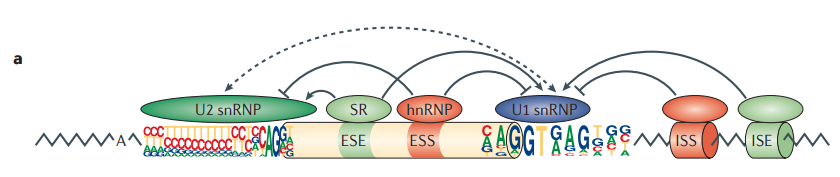 a
U2 snRNP SR hnRNP U1 snRNP
A ESE ESS ISS ISE